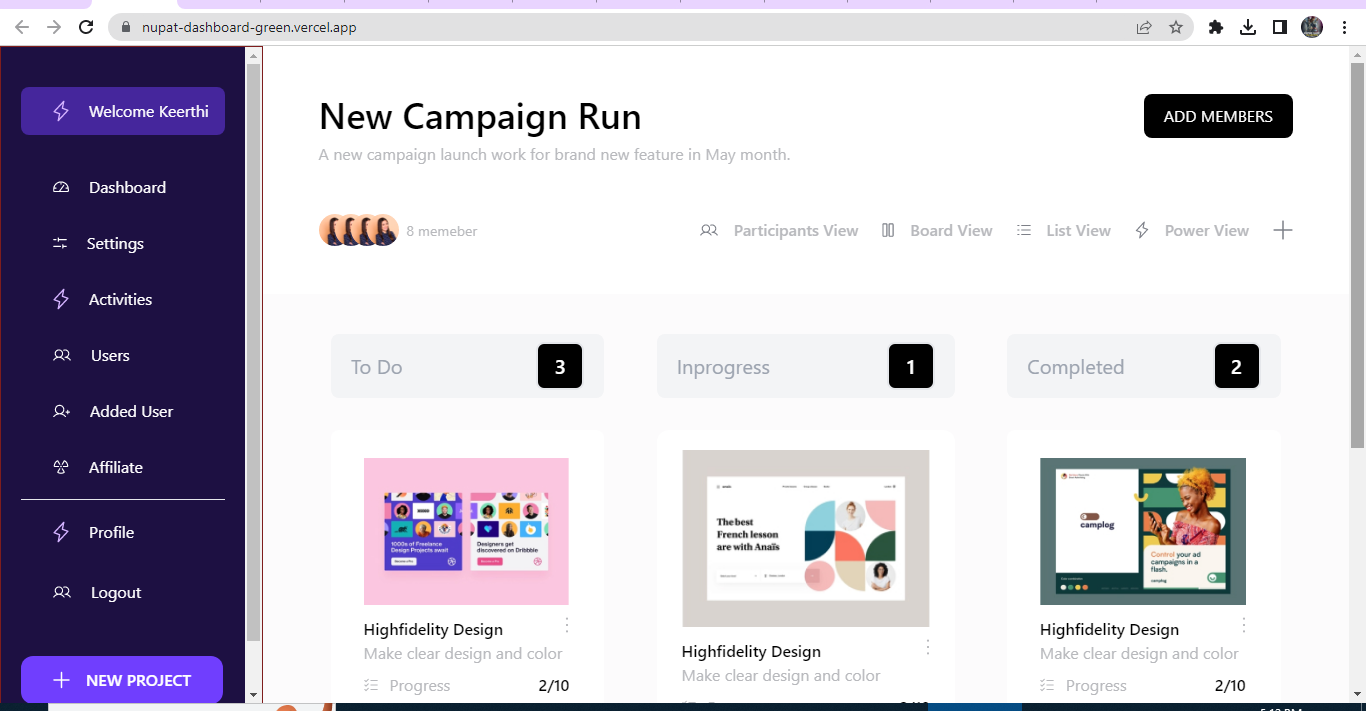 nupat-dashboard-green.vercel.app
Welcome Keerthi
Dashboard
Settings
Activities
Users
Added User
Affiliate
Profile
Logout
NEW PROJECT
New Campaign Run
ADD MEMBERS
A new campaign launch work for brand new feature in May month.
8 memeber
Participants View
Board View
List View
Power View
To Do
3
Inprogress
1
Completed
2
1000s of Freelance
Design Projects await
Designers get
discovered on Dribbble
Highfidelity Design
Make clear design and color
Progress
2/10
The best
French lesson
are with Anaïs
Highfidelity Design
Make clear design and color
camplog
Control your ad
campaigns in a
flash.
camplog
Highfidelity Design
Make clear design and color
Progress
2/10